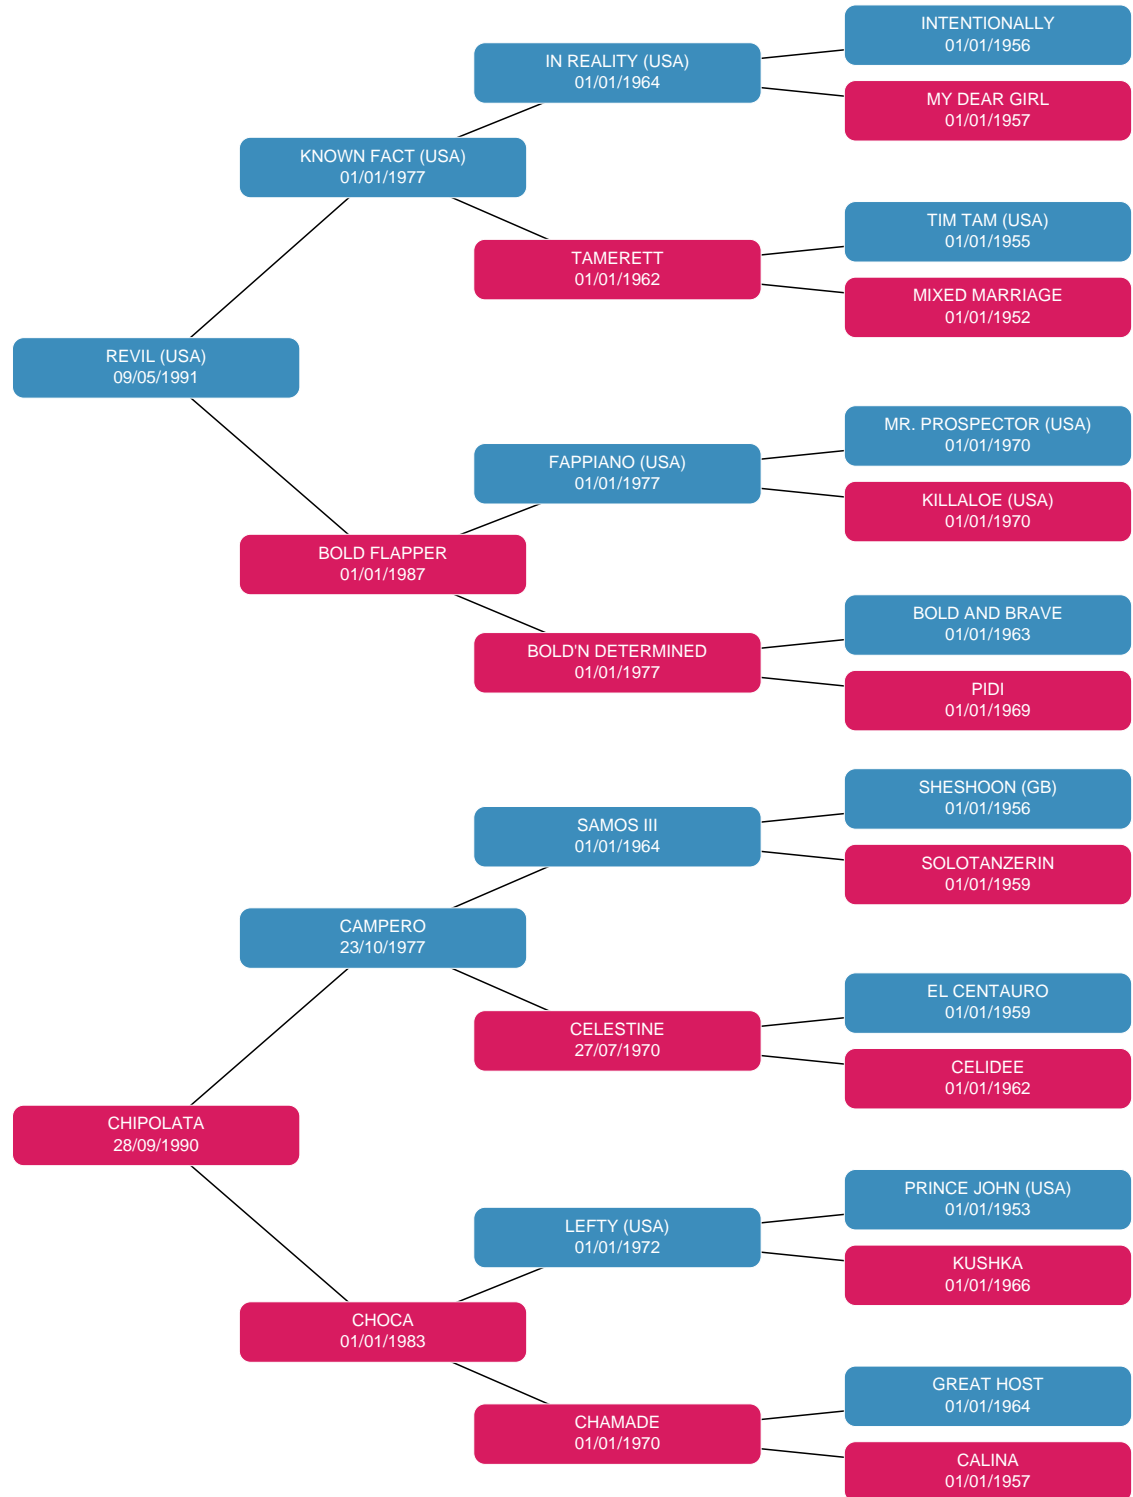 INTENTIONALLY
01/01/1956
IN REALITY (USA)
01/01/1964
MY DEAR GIRL
01/01/1957
KNOWN FACT (USA)
01/01/1977
TIM TAM (USA)
01/01/1955
TAMERETT
01/01/1962
MIXED MARRIAGE
01/01/1952
REVIL (USA)
09/05/1991
MR. PROSPECTOR (USA)
01/01/1970
FAPPIANO (USA)
01/01/1977
KILLALOE (USA)
01/01/1970
BOLD FLAPPER
01/01/1987
BOLD AND BRAVE
01/01/1963
BOLD'N DETERMINED
01/01/1977
PIDI
01/01/1969
SHESHOON (GB)
01/01/1956
SAMOS III
01/01/1964
SOLOTANZERIN
01/01/1959
CAMPERO
23/10/1977
EL CENTAURO
01/01/1959
CELESTINE
27/07/1970
CELIDEE
01/01/1962
CHIPOLATA
28/09/1990
PRINCE JOHN (USA)
01/01/1953
LEFTY (USA)
01/01/1972
KUSHKA
01/01/1966
CHOCA
01/01/1983
GREAT HOST
01/01/1964
CHAMADE
01/01/1970
CALINA
01/01/1957